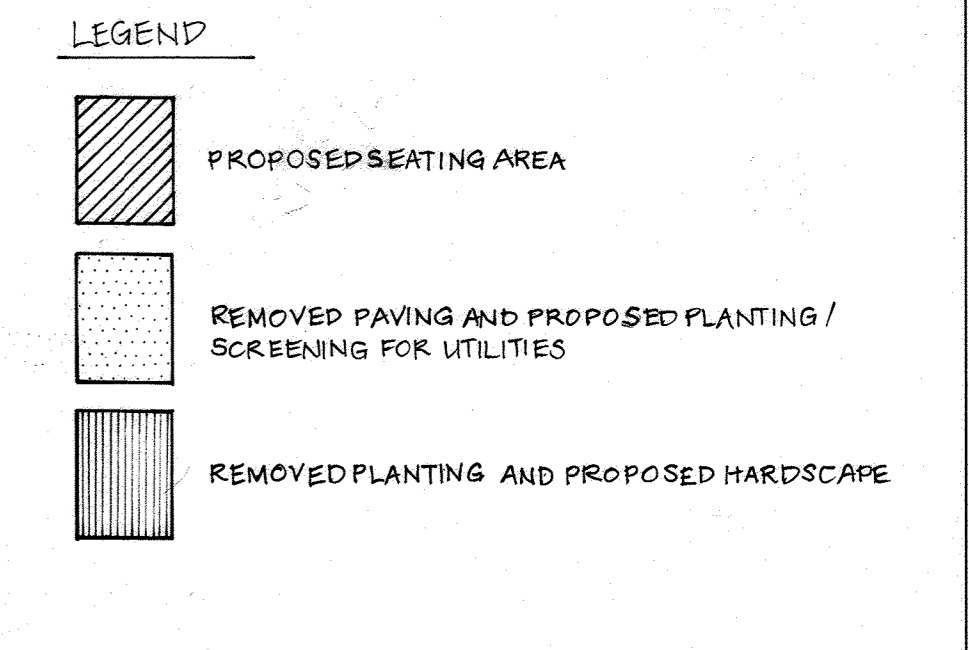 LEGEND
PROPOSED SEATING AREA
REMOVED PAVING AND PROPOSED PLANTING /
SCREENING FOR UTILITIES
REMOVED PLANTING AND PROPOSED HARDSCAPE